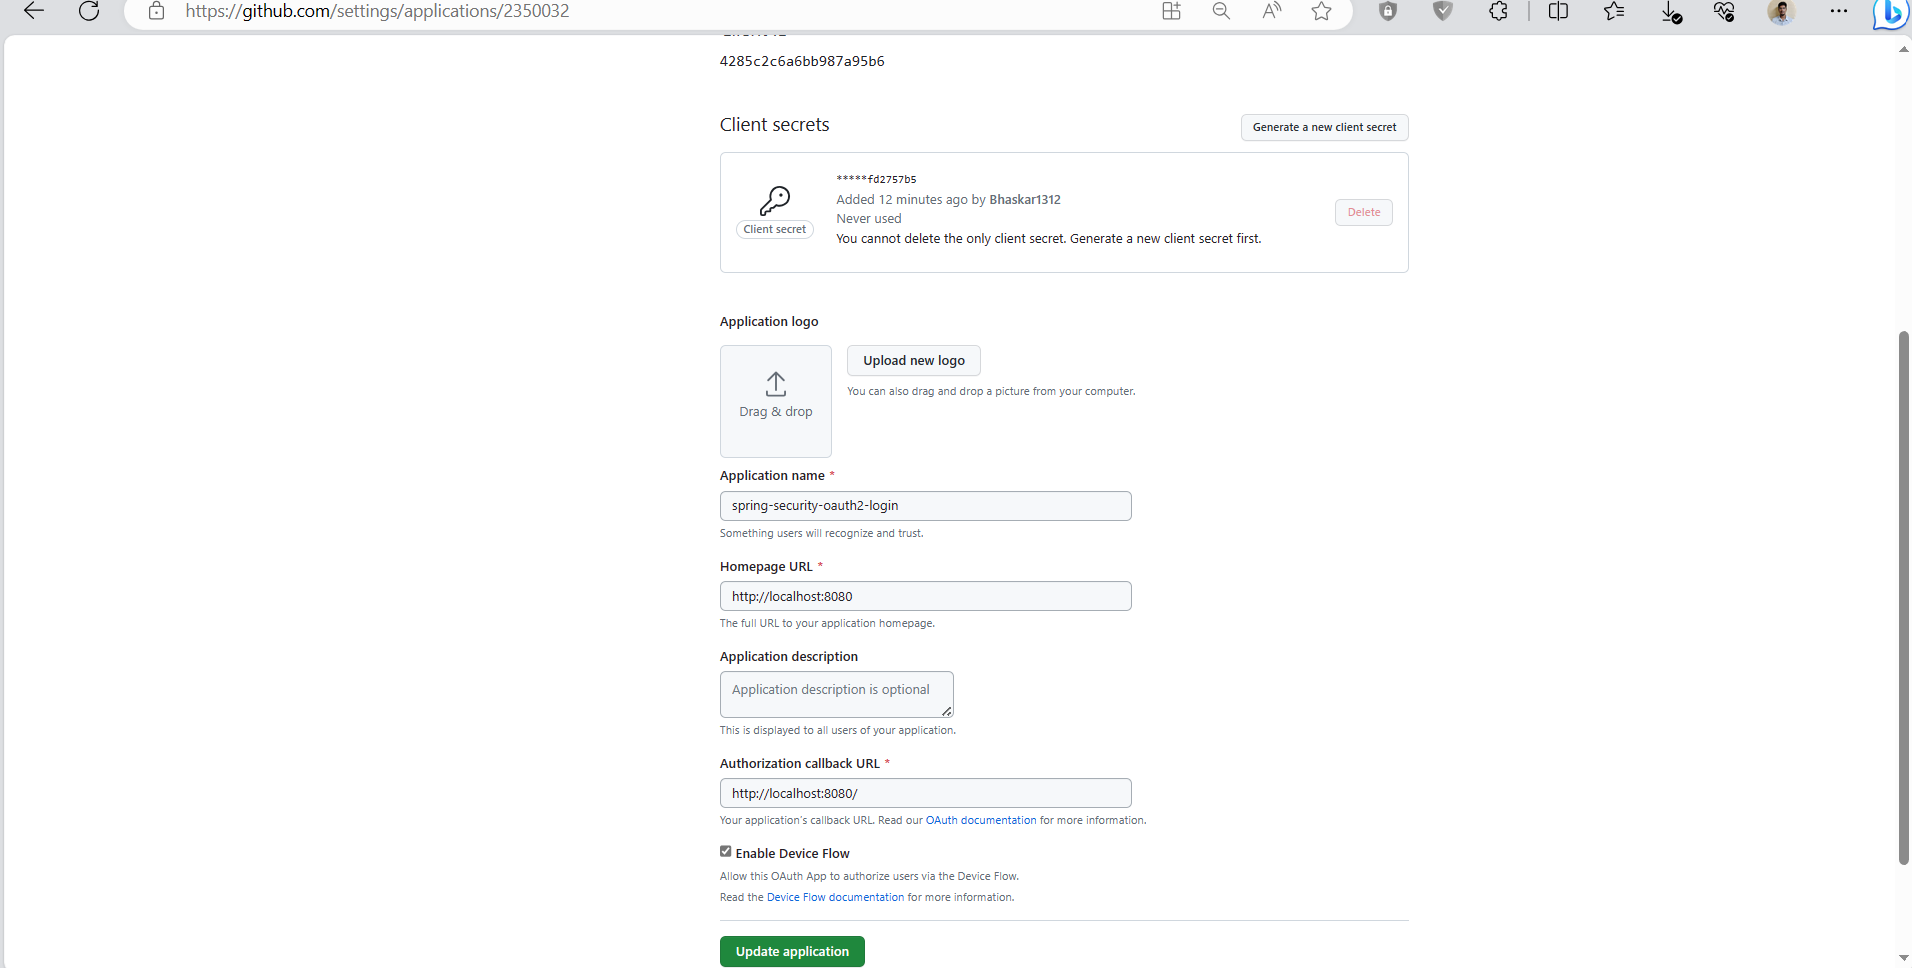 https://github.com/settings/applications/2350032
4285c2c6a6bb987a95b6
Client secrets
Generate a new client secret
*****fd2757b5
Added 12 minutes ago by Bhaskar1312
Never used
You cannot delete the only client secret. Generate a new client secret first.
Client secret
Delete
Application logo
Drag & drop
Upload new logo
You can also drag and drop a picture from your computer.
Application name *
spring-security-oauth2-login
Something users will recognize and trust.
Homepage URL *
http://localhost:8080
The full URL to your application homepage.
Application description
Application description is optional
This is displayed to all users of your application.
Authorization callback URL *
http://localhost:8080/
Your application's callback URL. Read our OAuth documentation for more information.
Enable Device Flow
Allow this OAuth App to authorize users via the Device Flow.
Read the Device Flow documentation for more information.
Update application